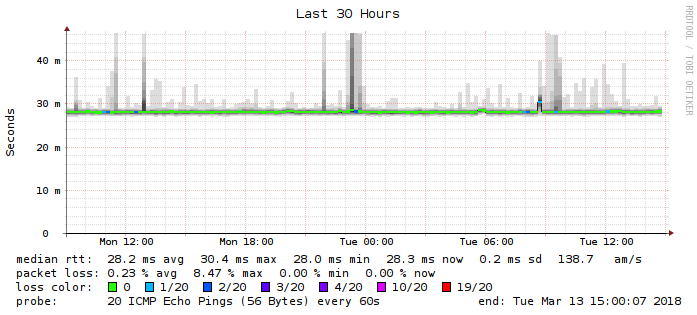 Last 30 Hours
RRDTOOL / TOBI OETIKER
Seconds
40 m
30 m
20 m
10 m
0
Mon 12:00 Mon 18:00 Tue 00:00 Tue 06:00 Tue 12:00
median rtt: 28.2 ms avg 30.4 ms max 28.0 ms min 28.3 ms now 0.2 ms sd 138.7 am/s
packet loss: 0.23 % avg 8.47 % max 0.00 % min 0.00 % now
loss color: 0 1/20 2/20 3/20 4/20 10/20 19/20
probe: 20 ICMP Echo Pings (56 Bytes) every 60s end: Tue Mar 13 15:00:07 2018